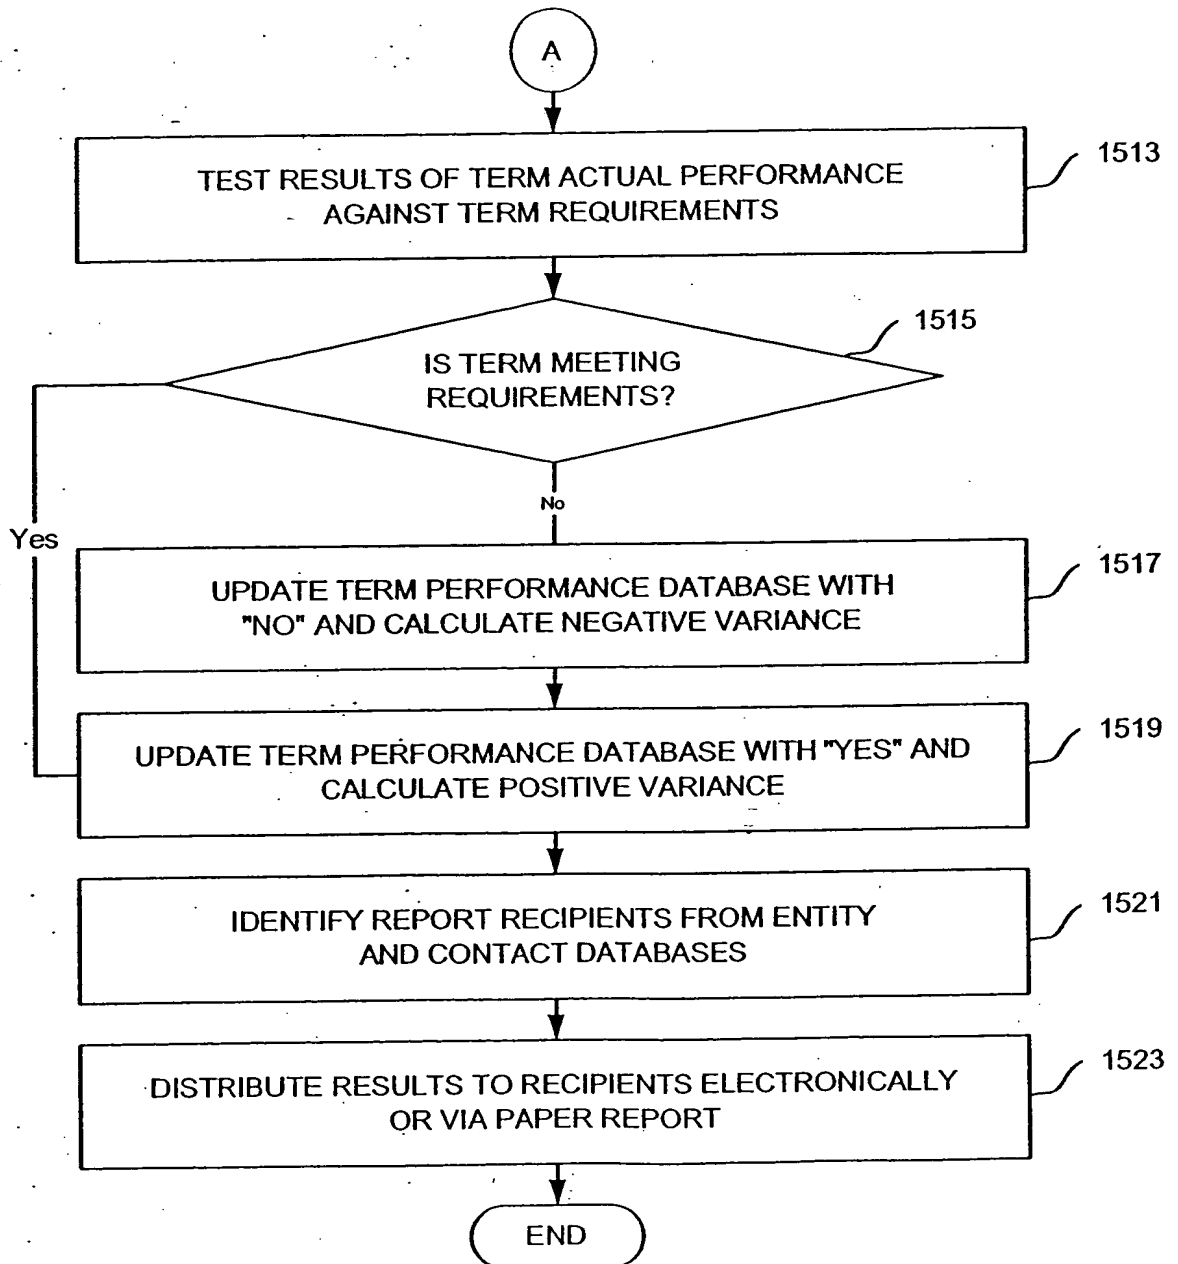 A
TEST RESULTS OF TERM ACTUAL PERFORMANCE
AGAINST TERM REQUIREMENTS
1513
IS TERM MEETING
REQUIREMENTS?
1515
No
Yes
UPDATE TERM PERFORMANCE DATABASE WITH
"NO" AND CALCULATE NEGATIVE VARIANCE
1517
UPDATE TERM PERFORMANCE DATABASE WITH "YES" AND
CALCULATE POSITIVE VARIANCE
1519
IDENTIFY REPORT RECIPIENTS FROM ENTITY
AND CONTACT DATABASES
1521
DISTRIBUTE RESULTS TO RECIPIENTS ELECTRONICALLY
OR VIA PAPER REPORT
1523
END